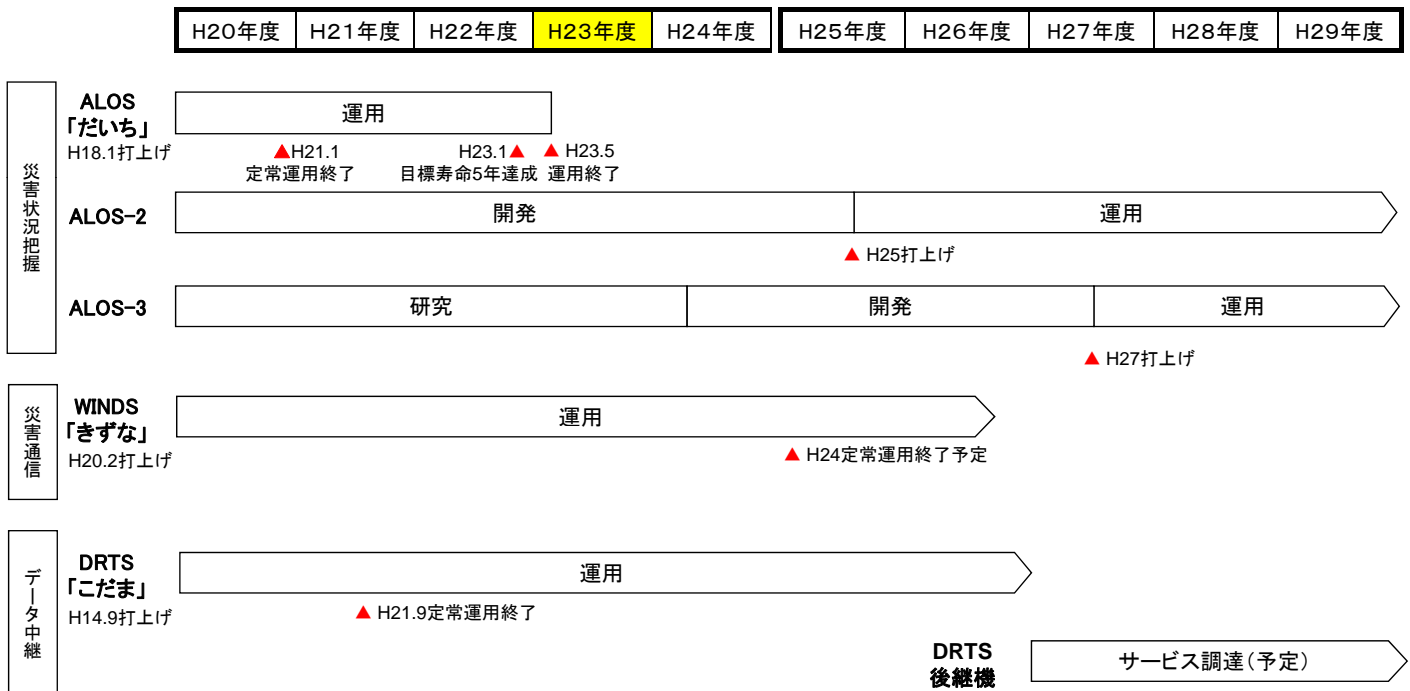 H20年度 H21年度 H22年度 H23年度 H24年度 H25年度 H26年度 H27年度 H28年度 H29年度
災害状況把握
ALOS
「だいち」
H18.1打上げ
運用
▲H21.1
定常運用終了
H23.1▲
目標寿命5年達成
▲ H23.5
運用終了
ALOS-2
開発
運用
▲ H25打上げ
ALOS-3
研究
開発
運用
▲ H27打上げ
災害通信
WINDS
「きずな」
H20.2打上げ
運用
▲ H24定常運用終了予定
データ中継
DRTS
「こだま」
H14.9打上げ
運用
▲ H21.9定常運用終了
DRTS
後継機
サービス調達(予定)